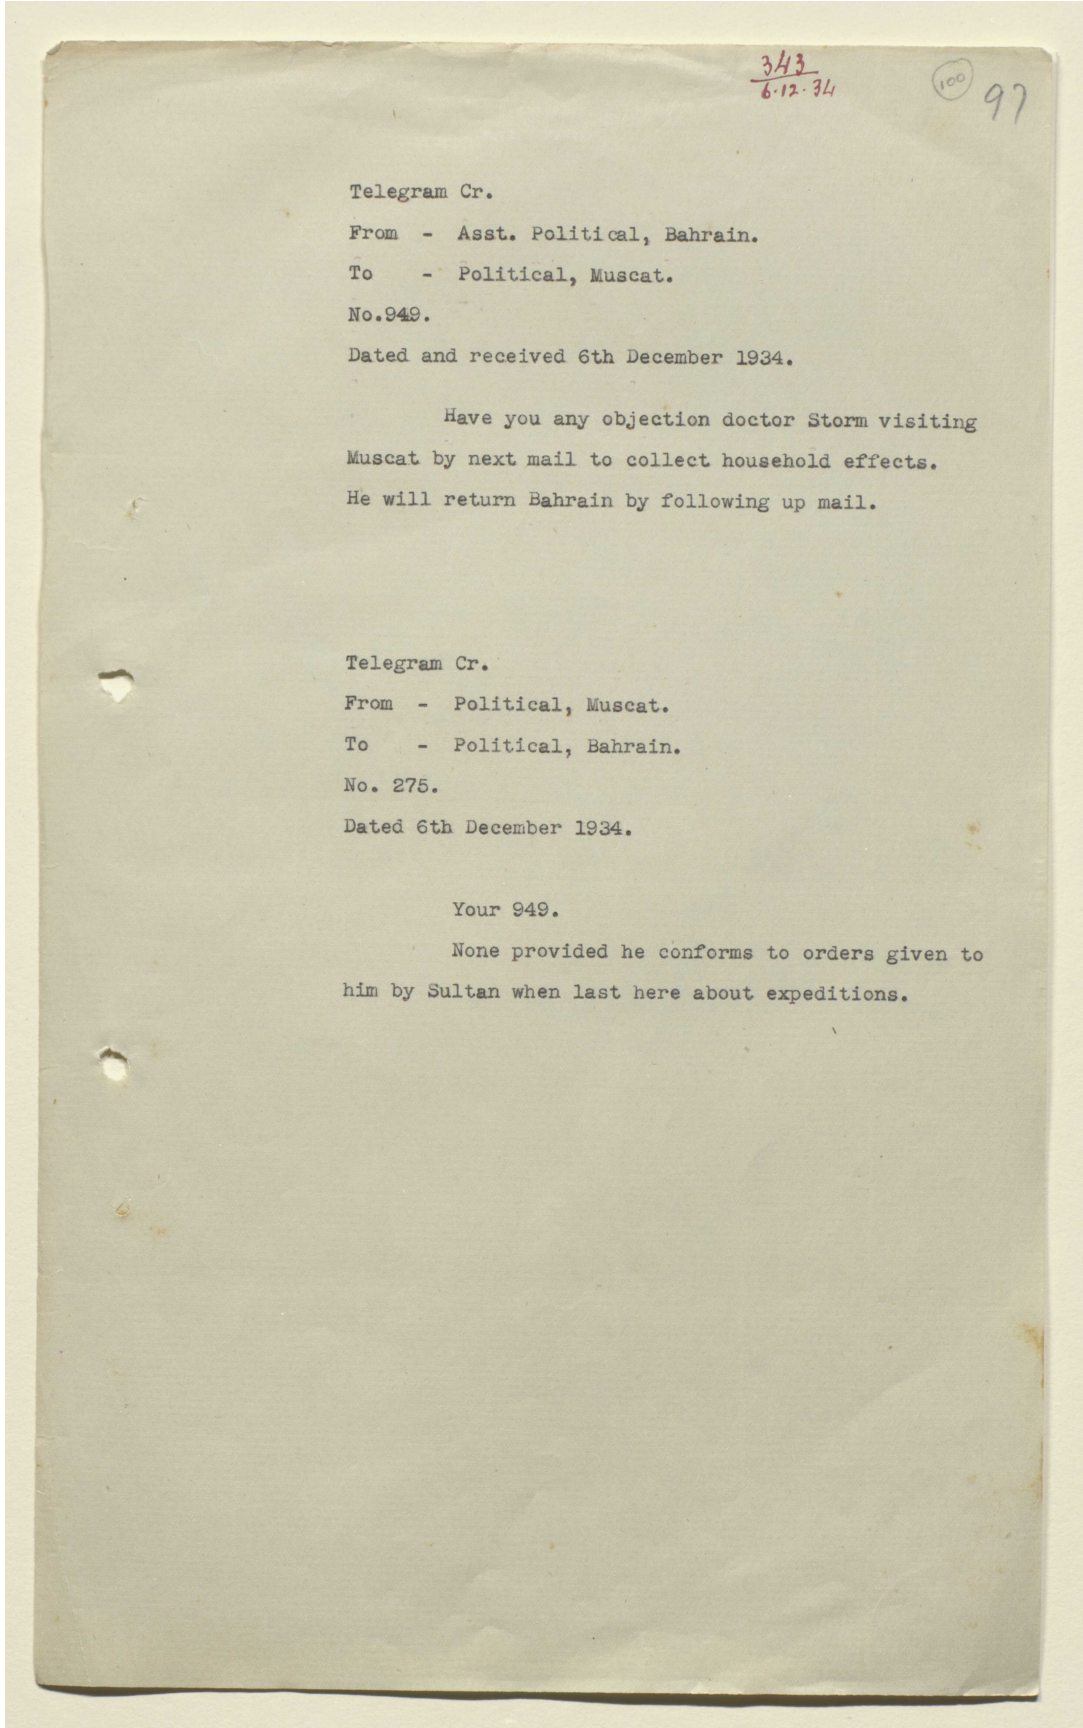 343
6.12.34
100
97
Telegram Cr.
From - Asst. Political, Bahrain.
To - Political, Muscat.
No.949.
Dated and received 6th December 1934.
Have you any objection doctor Storm visiting
Muscat by next mail to collect household effects.
He will return Bahrain by following up mail.
Telegram Cr.
From - Political, Muscat.
To - Political, Bahrain.
No. 275.
Dated 6th December 1934.
Your 949.
None provided he conforms to orders given to
him by Sultan when last here about expeditions.